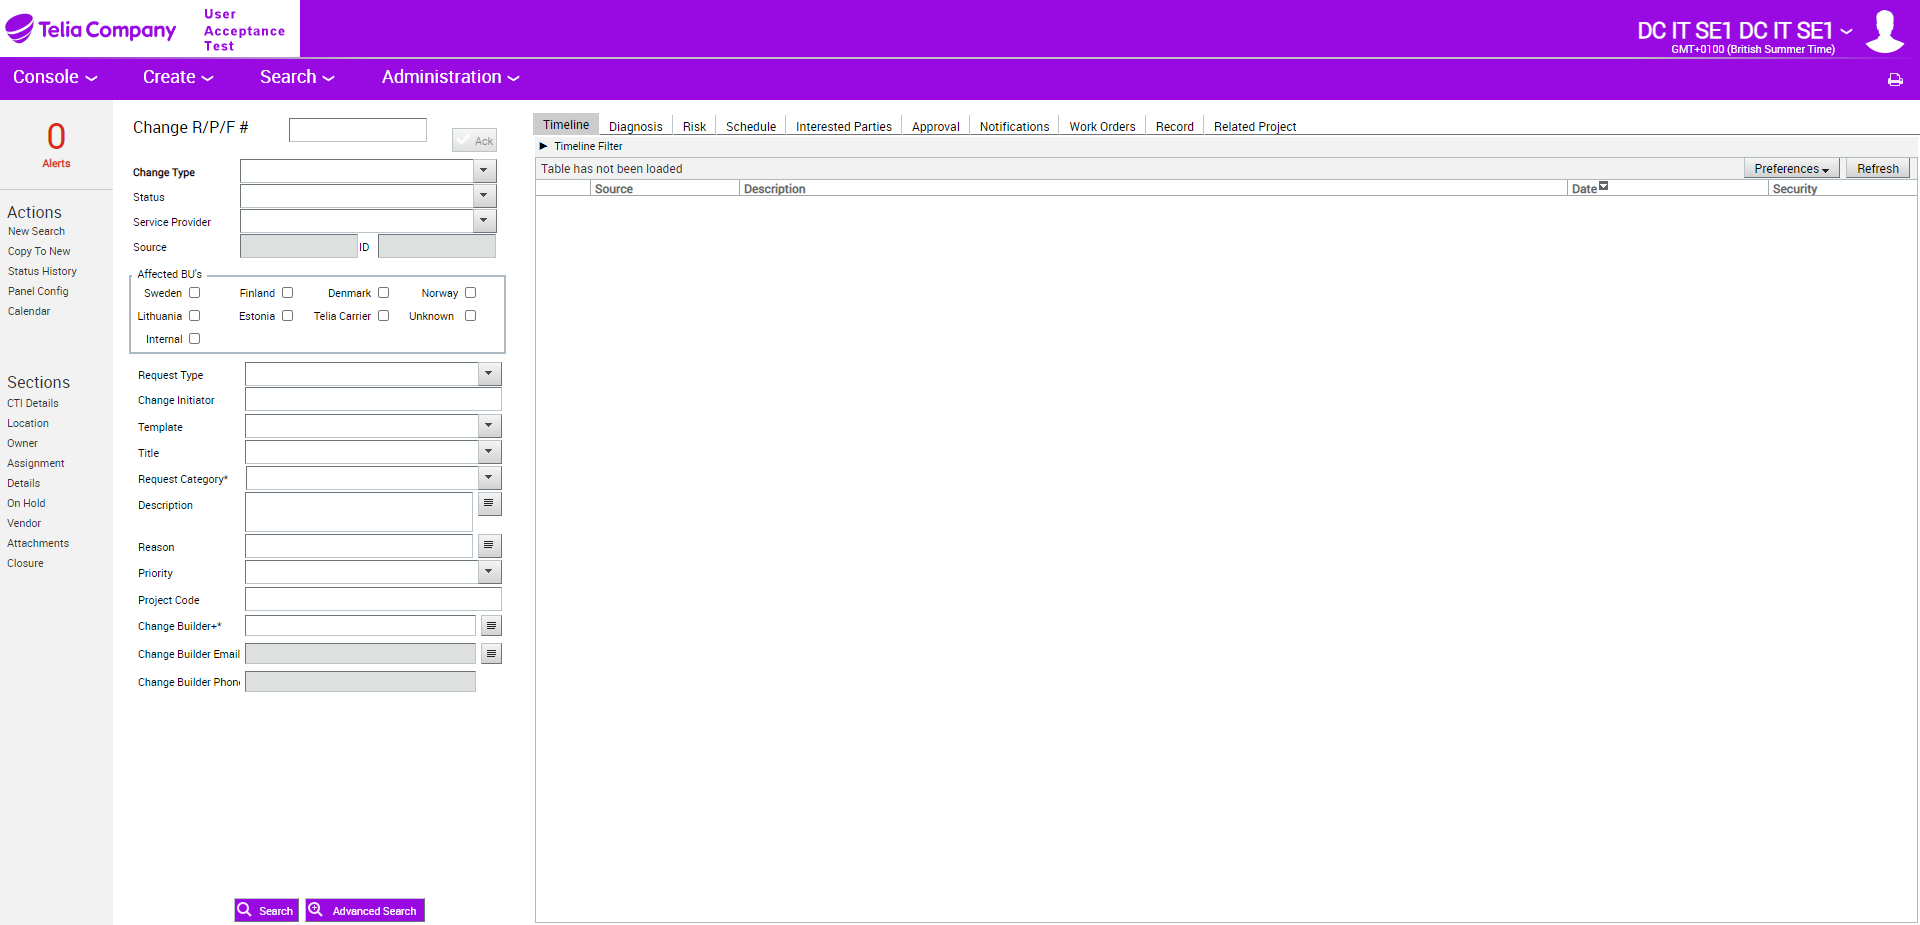 Telia Company
User
Acceptance
Test
DC IT SE1 DC IT SE1
GMT+0100 (British Summer Time)
Console
Create
Search
Administration
0
Alerts
Actions
New Search
Copy To New
Status History
Panel Config
Calendar
Sections
CTI Details
Location
Owner
Assignment
Details
On Hold
Vendor
Attachments
Closure
Change R/P/F #
Ack
Change Type
Status
Service Provider
Source
ID
Affected BU's
Sweden
Finland
Denmark
Norway
Lithuania
Estonia
Telia Carrier
Unknown
Internal
Request Type
Change Initiator
Template
Title
Request Category*
Description
Reason
Priority
Project Code
Change Builder+*
Change Builder Email
Change Builder Phon
Search
Advanced Search
Timeline
Diagnosis
Risk
Schedule
Interested Parties
Approval
Notifications
Work Orders
Record
Related Project
Timeline Filter
Table has not been loaded
Preferences
Refresh
Source
Description
Date
Security